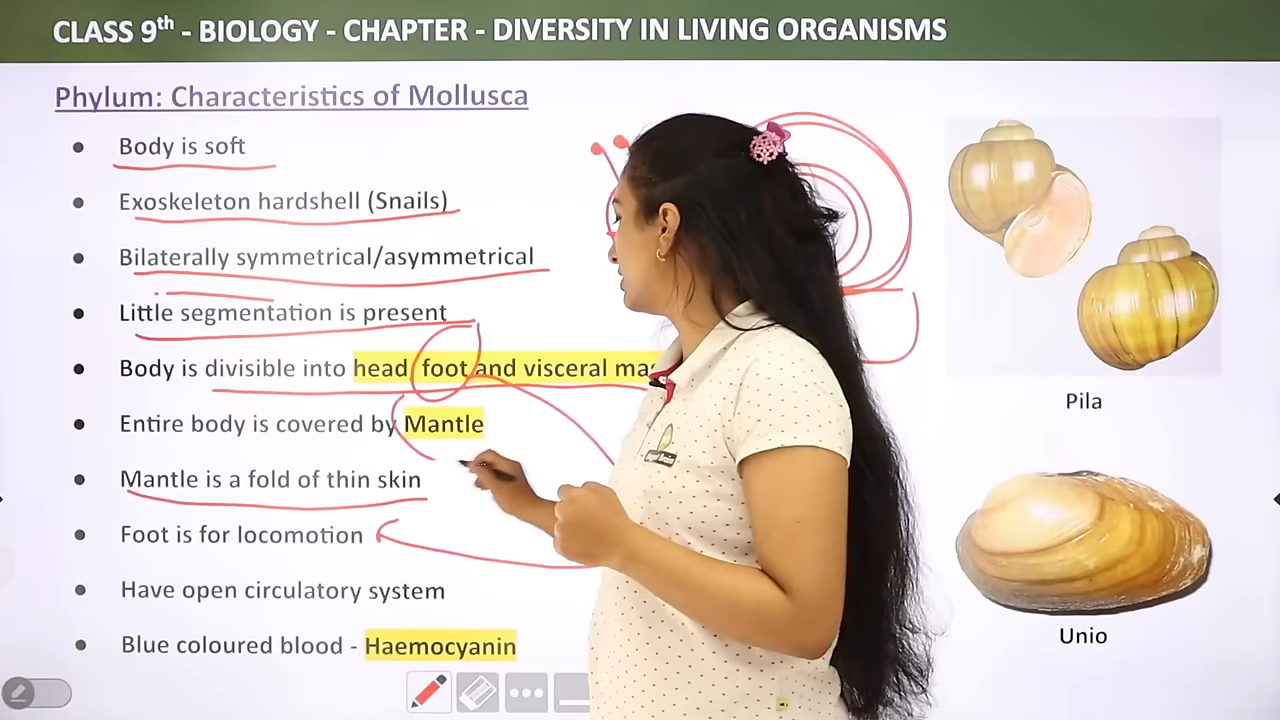 CLASS 9th - BIOLOGY - CHAPTER - DIVERSITY IN LIVING ORGANISMS
Phylum: Characteristics of Mollusca
Body is soft
Exoskeleton hardshell (Snails)
Bilaterally symmetrical/asymmetrical
Little segmentation is present
Body is divisible into head foot and visceral
Entire body is covered by Mantle
Mantle is a fold of thin skin
Foot is for locomotion
Have open circulatory system
Blue coloured blood - Haemocyanin
Pila
Unio